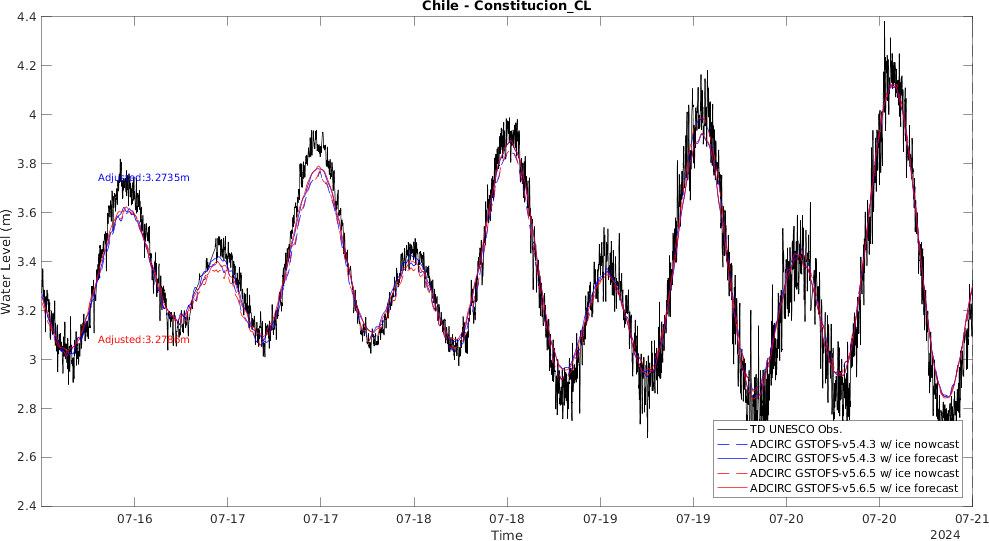 Chile - Constitucion_CL
4.4
4.2
4
3.8
3.6
3.4
3.2
3
2.8
2.6
2.4
Water Level (m)
Adjusted:3.2735m
Adjusted:3.2785m
TD UNESCO Obs.
ADCIRC GSTOFS-v5.4.3 w/ ice nowcast
ADCIRC GSTOFS-v5.4.3 w/ ice forecast
ADCIRC GSTOFS-v5.6.5 w/ ice nowcast
ADCIRC GSTOFS-v5.6.5 w/ ice forecast
07-16 07-17 07-17 07-18 07-18 07-19 07-19 07-20 07-20 07-21
Time 2024